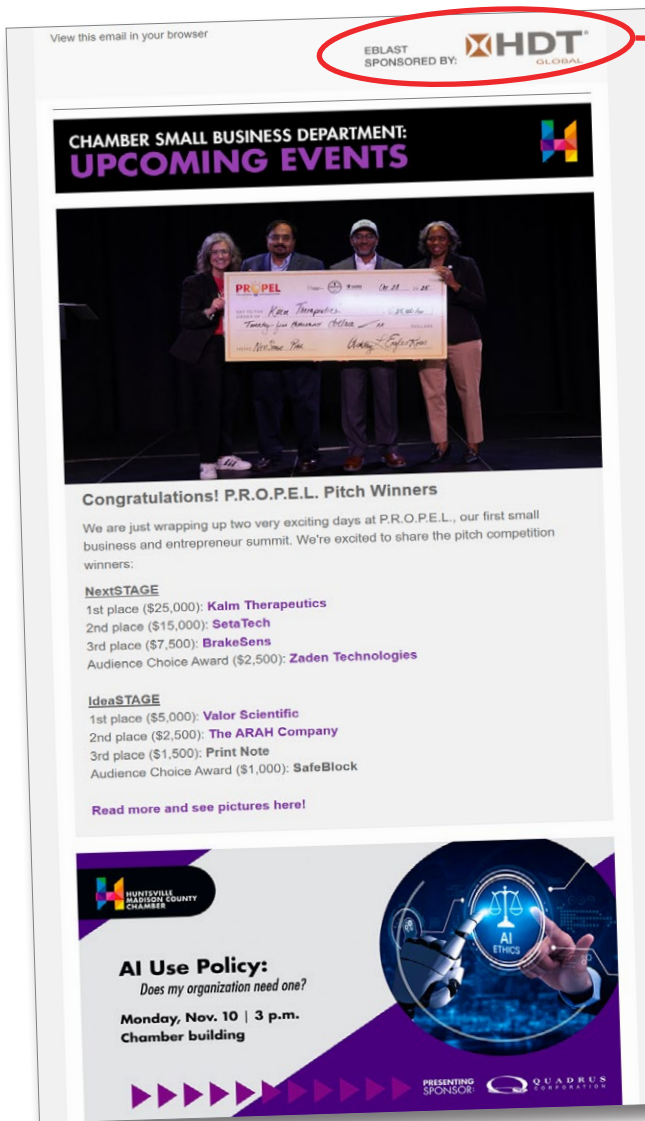 View this email in your browser
EBLAST
SPONSORED BY:
HDT
GLOBAL
CHAMBER SMALL BUSINESS DEPARTMENT:
UPCOMING EVENTS
PROPEL
Kalm Therapeutics
Twenty-five thousand dollars
DOLLARS
Congratulations! P.R.O.P.E.L. Pitch Winners
We are just wrapping up two very exciting days at P.R.O.P.E.L., our first small
business and entrepreneur summit. We're excited to share the pitch competition
winners:
NextSTAGE
1st place ($25,000): Kalm Therapeutics
2nd place ($15,000): SetaTech
3rd place ($7,500): BrakeSens
Audience Choice Award ($2,500): Zaden Technologies
IdeaSTAGE
1st place ($5,000): Valor Scientific
2nd place ($2,500): The ARAH Company
3rd place ($1,500): Print Note
Audience Choice Award ($1,000): SafeBlock
Read more and see pictures here!
HUNTSVILLE
MADISON COUNTY
CHAMBER
AI
ETHICS
AI Use Policy:
Does my organization need one?
Monday, Nov. 10 | 3 p.m.
Chamber building
PRESENTING
SPONSOR:
QUADRUS
CORPORATION